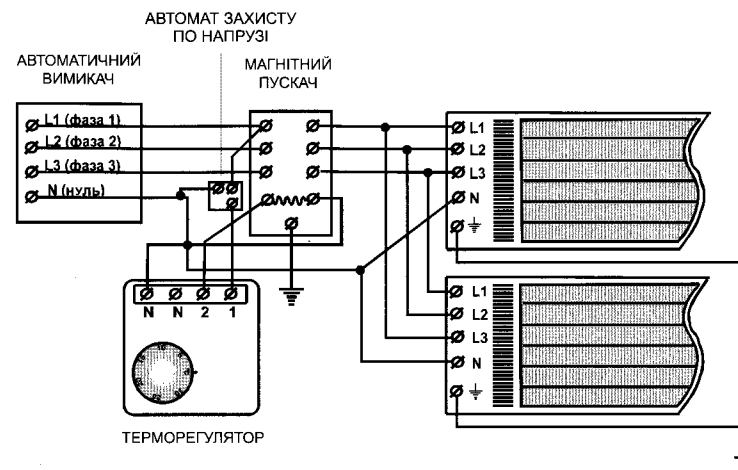 АВТОМАТ ЗАХИСТУ
ПО НАПРУЗІ
АВТОМАТИЧНИЙ
ВИМИКАЧ
МАГНІТНИЙ
ПУСКАЧ
L1 (фаза 1)
L2 (фаза 2)
L3 (фаза 3)
N (нуль)
L1
L2
L3
N
L1
L2
L3
N
N N 2 1
ТЕРМОРЕГУЛЯТОР